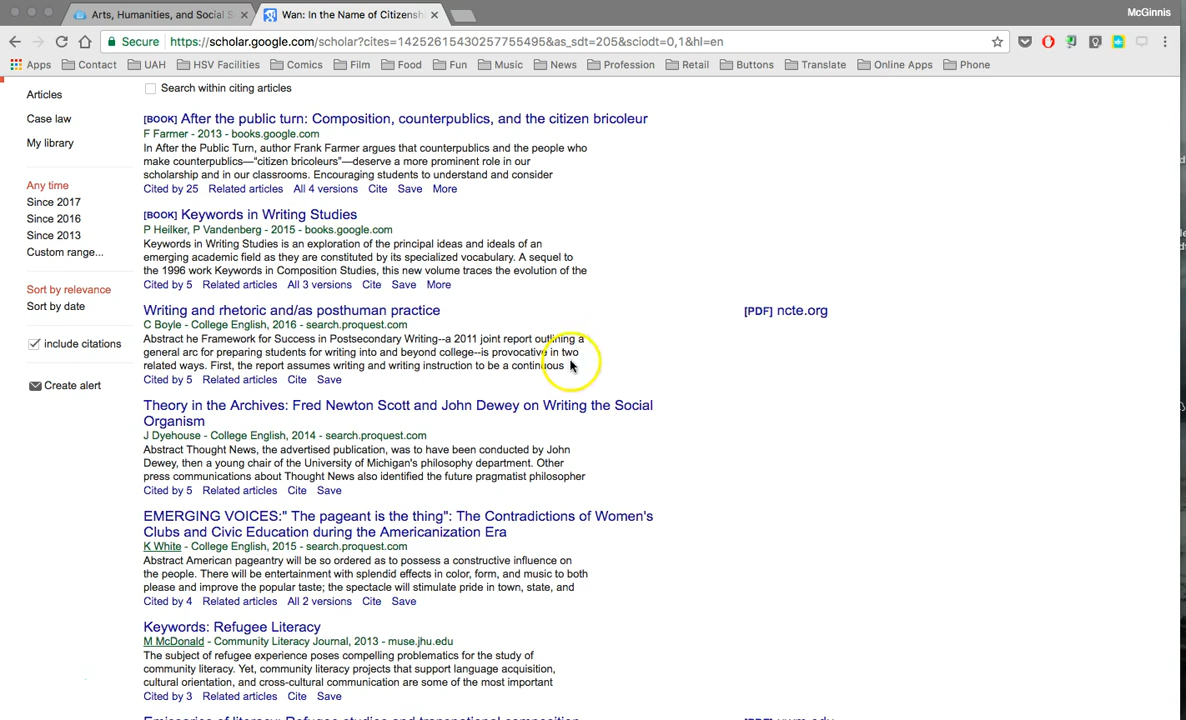 Arts, Humanities, and Social S
Wan: In the Name of Citizenshi
McGinnis
Secure
https://scholar.google.com/scholar?cites=14252615430257755495&as_sdt=205&sciodt=0,1&hl=en
Apps Contact UAH HSV Facilities Comics Film Food Fun Music News Profession Retail Buttons Translate Online Apps Phone
Articles
Case law
My library
Any time
Since 2017
Since 2016
Since 2013
Custom range...
Sort by relevance
Sort by date
include citations
Create alert
Search within citing articles
[BOOK] After the public turn: Composition, counterpublics, and the citizen bricoleur
F Farmer - 2013 - books.google.com
In After the Public Turn, author Frank Farmer argues that counterpublics and the people who
make counterpublics—“citizen bricoleurs”—deserve a more prominent role in our
scholarship and in our classrooms. Encouraging students to understand and consider
Cited by 25 Related articles All 4 versions Cite Save More
[BOOK] Keywords in Writing Studies
P Heilker, P Vandenberg - 2015 - books.google.com
Keywords in Writing Studies is an exploration of the principal ideas and ideals of an
emerging academic field as they are constituted by its specialized vocabulary. A sequel to
the 1996 work Keywords in Composition Studies, this new volume traces the evolution of the
Cited by 5 Related articles All 3 versions Cite Save More
Writing and rhetoric and/as posthuman practice
C Boyle - College English, 2016 - search.proquest.com
Abstract he Framework for Success in Postsecondary Writing--a 2011 joint report outlining a
general arc for preparing students for writing into and beyond college--is provocative in two
related ways. First, the report assumes writing and writing instruction to be a continuous
Cited by 5 Related articles Cite Save
[PDF] ncte.org
Theory in the Archives: Fred Newton Scott and John Dewey on Writing the Social
Organism
J Dyehouse - College English, 2014 - search.proquest.com
Abstract Thought News, the advertised publication, was to have been conducted by John
Dewey, then a young chair of the University of Michigan's philosophy department. Other
press communications about Thought News also identified the future pragmatist philosopher
Cited by 5 Related articles Cite Save
EMERGING VOICES:" The pageant is the thing": The Contradictions of Women's
Clubs and Civic Education during the Americanization Era
K White - College English, 2015 - search.proquest.com
Abstract American pageantry will be so ordered as to possess a constructive influence on
the people. There will be entertainment with splendid effects in color, form, and music to both
please and improve the popular taste; the spectacle will stimulate pride in town, state, and
Cited by 4 Related articles All 2 versions Cite Save
Keywords: Refugee Literacy
M McDonald - Community Literacy Journal, 2013 - muse.jhu.edu
The subject of refugee experience poses compelling problematics for the study of
community literacy. Yet, community literacy projects that support language acquisition,
cultural orientation, and cross-cultural communication are some of the most important
Cited by 3 Related articles Cite Save
Emissaries of literacy: Refugee studies and transnational composition
[PDF] uwm.edu